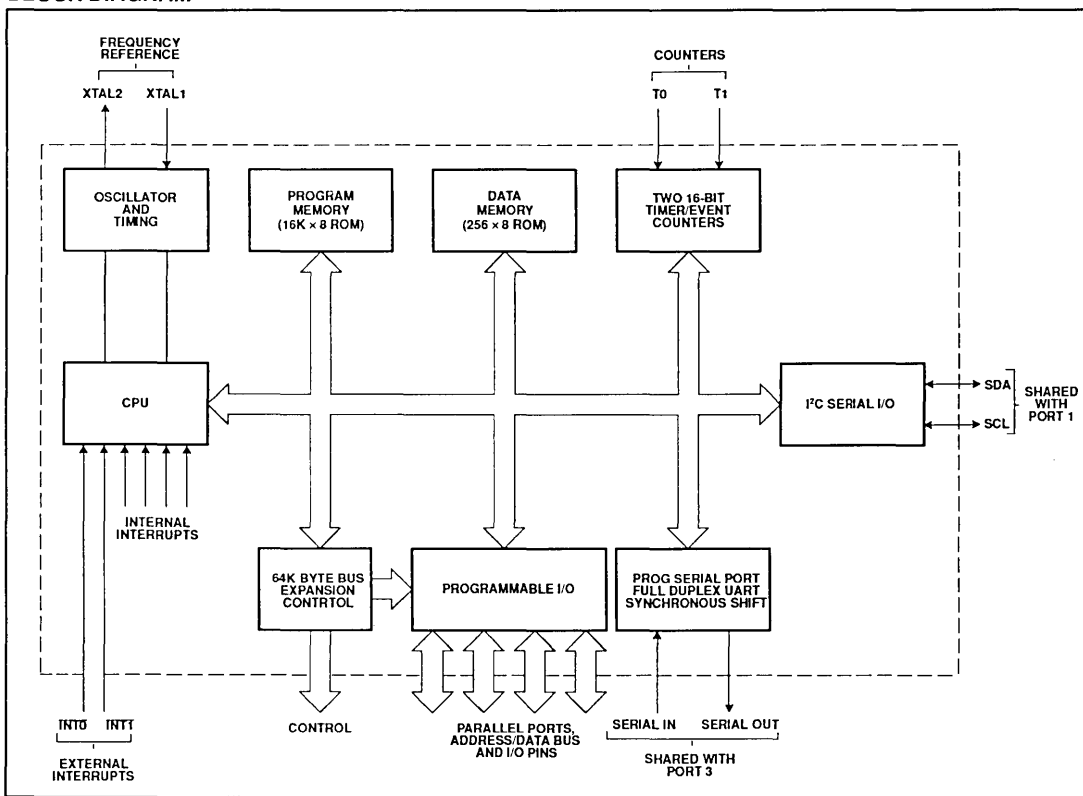 FREQUENCY
REFERENCE
XTAL2 XTAL1
COUNTERS
T0 T1
OSCILLATOR
AND
TIMING
PROGRAM
MEMORY
(16K × 8 ROM)
DATA
MEMORY
(256 × 8 ROM)
TWO 16-BIT
TIMER/EVENT
COUNTERS
CPU
I²C SERIAL I/O
SDA
SCL
SHARED
WITH
PORT 1
INTERNAL
INTERRUPTS
64K BYTE BUS
EXPANSION
CONTRTOL
PROGRAMMABLE I/O
PROG SERIAL PORT
FULL DUPLEX UART
SYNCHRONOUS SHIFT
INT0 INT1
EXTERNAL
INTERRUPTS
CONTROL
PARALLEL PORTS,
ADDRESS/DATA BUS
AND I/O PINS
SERIAL IN SERIAL OUT
SHARED WITH
PORT 3